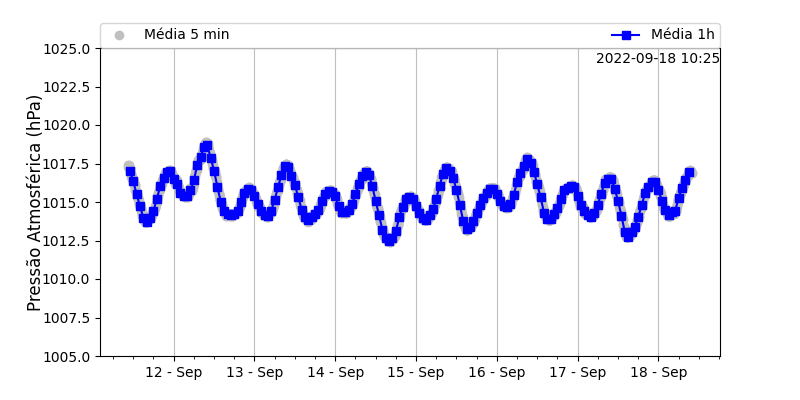 Média 5 min
Média 1h
2022-09-18 10:25
Pressão Atmosférica (hPa)
1025.0
1022.5
1020.0
1017.5
1015.0
1012.5
1010.0
1007.5
1005.0
12 - Sep
13 - Sep
14 - Sep
15 - Sep
16 - Sep
17 - Sep
18 - Sep